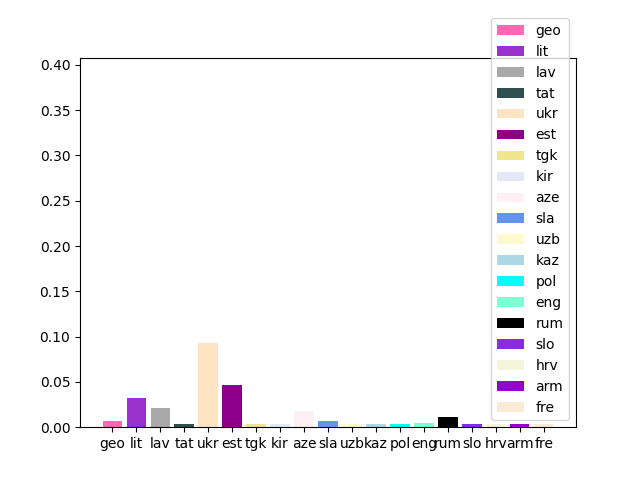 0.40
0.35
0.30
0.25
0.20
0.15
0.10
0.05
0.00
geo lit lav tat ukr est tgk kir aze sla uzb kaz pol eng rum slo hrv arm fre
geo
lit
lav
tat
ukr
est
tgk
kir
aze
sla
uzb
kaz
pol
eng
rum
slo
hrv
arm
fre